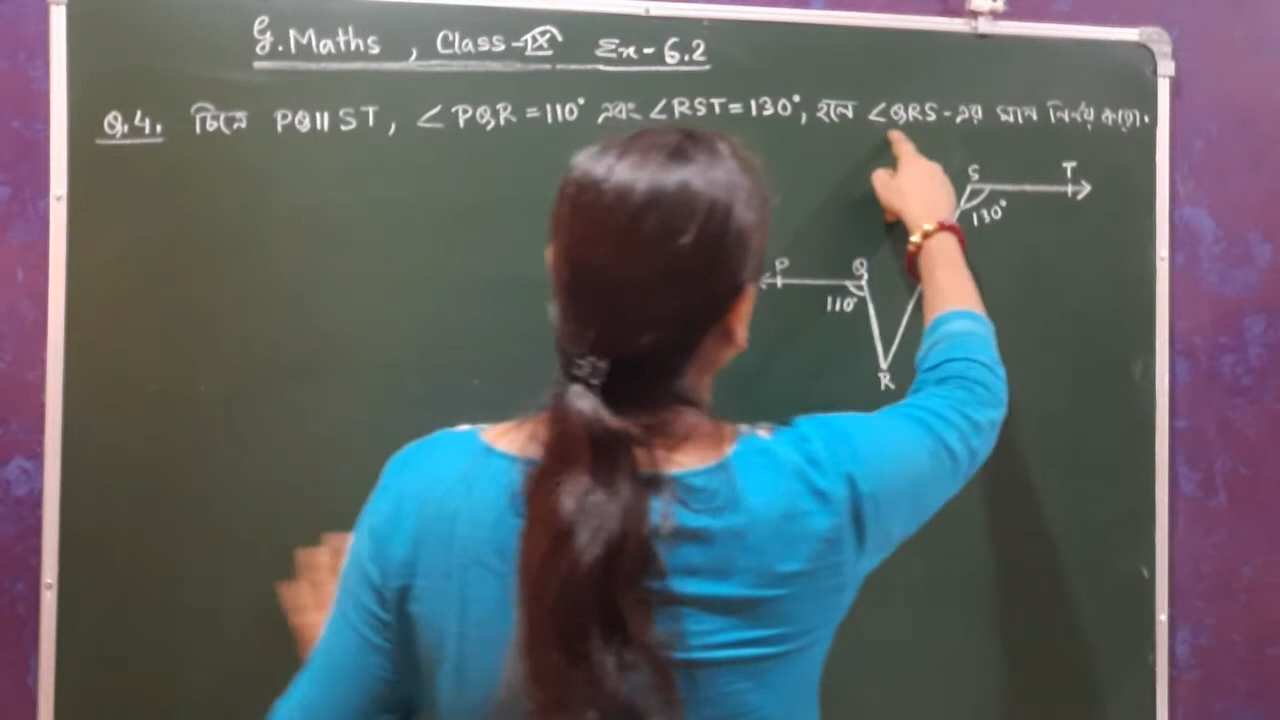 G. Maths , Class-IX Ex-6.2
Q.4. চিত্রে PQ||ST, ∠PQR=110° এবং ∠RST=130°, হলে ∠QRS-এর মান নির্ণয় করো.
S T
130°
P Q
110°
R